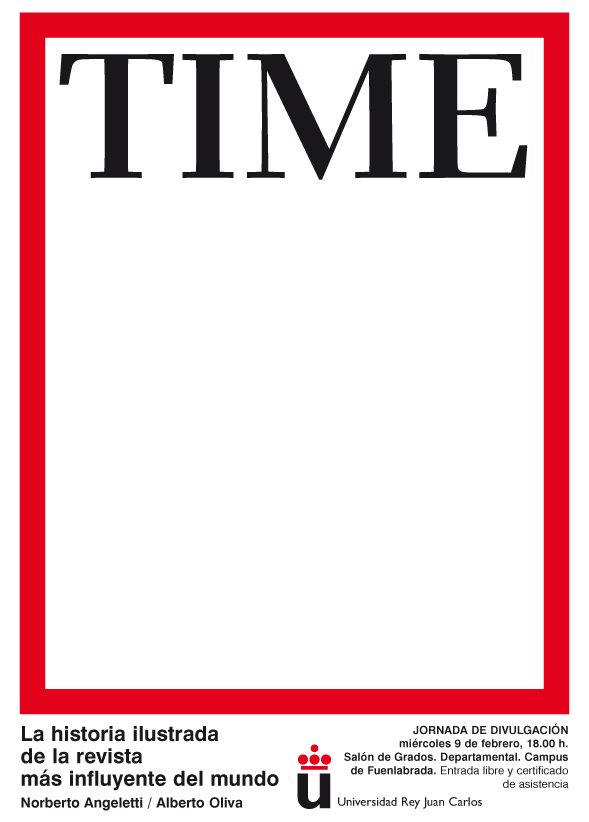 TIME
La historia ilustrada
de la revista
más influyente del mundo
Norberto Angeletti / Alberto Oliva
JORNADA DE DIVULGACIÓN
miércoles 9 de febrero, 18.00 h.
Salón de Grados. Departamental. Campus
de Fuenlabrada. Entrada libre y certificado
de asistencia
u
Universidad Rey Juan Carlos